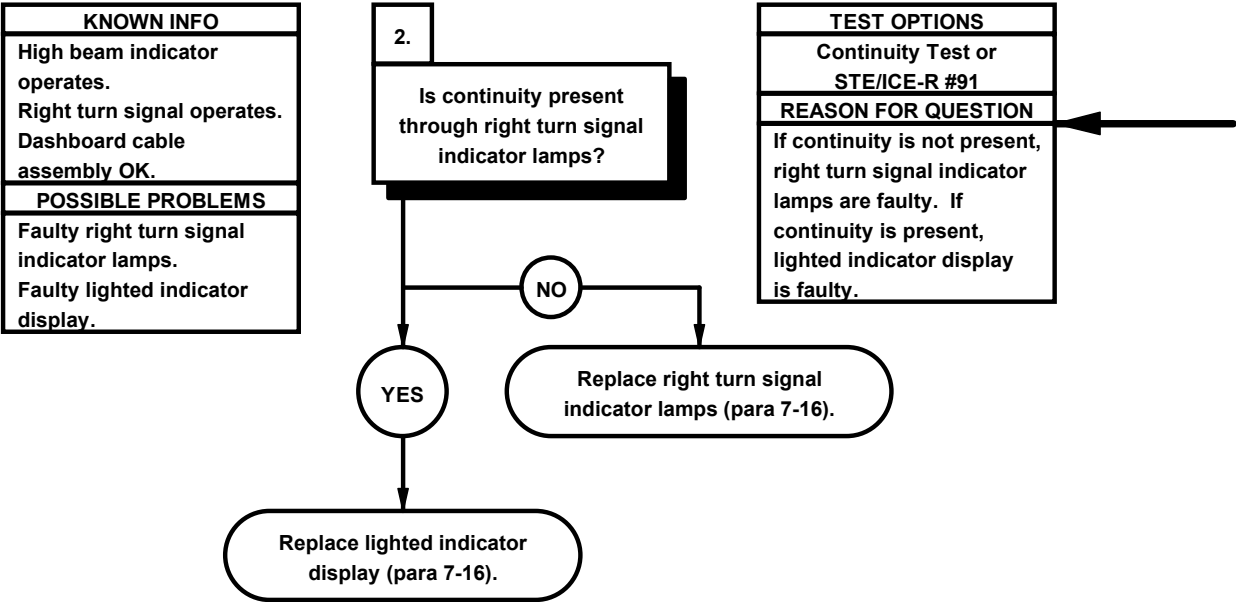 KNOWN INFO
High beam indicator
operates.
Right turn signal operates.
Dashboard cable
assembly OK.
POSSIBLE PROBLEMS
Faulty right turn signal
indicator lamps.
Faulty lighted indicator
display.
2.
Is continuity present
through right turn signal
indicator lamps?
TEST OPTIONS
Continuity Test or
STE/ICE-R #91
REASON FOR QUESTION
If continuity is not present,
right turn signal indicator
lamps are faulty. If
continuity is present,
lighted indicator display
is faulty.
NO
YES
Replace right turn signal
indicator lamps (para 7-16).
Replace lighted indicator
display (para 7-16).